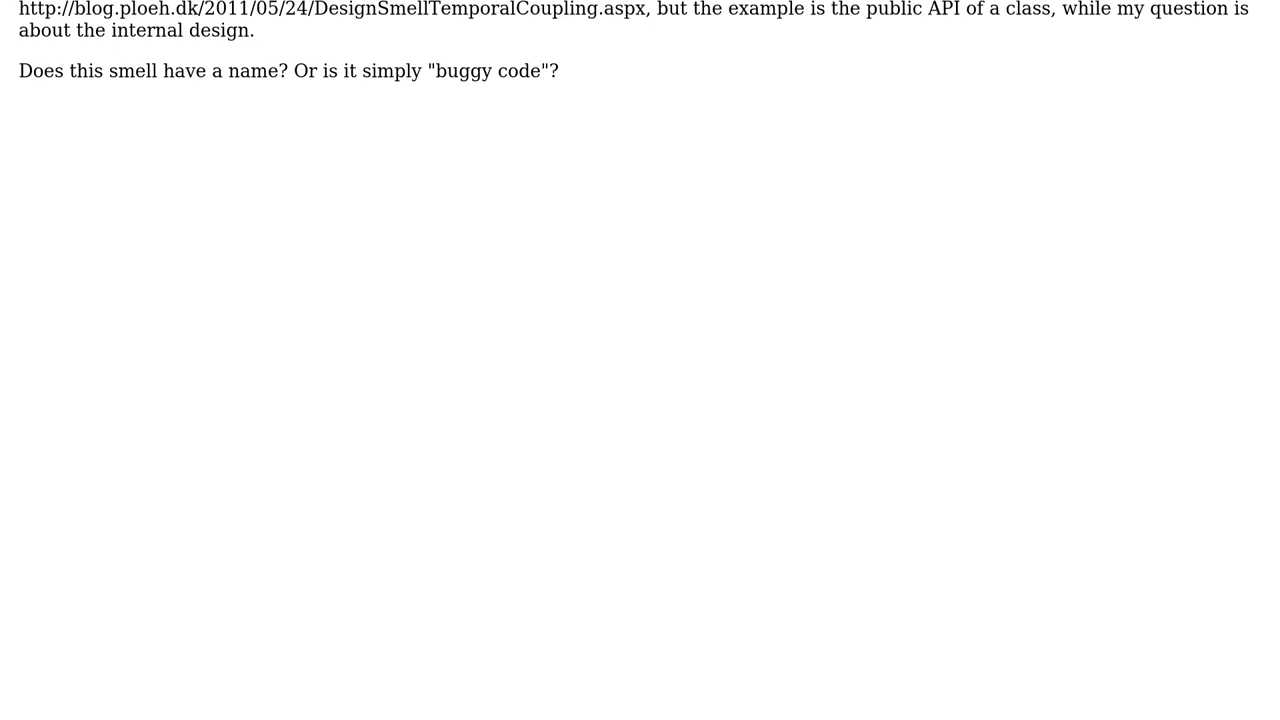 http://blog.ploeh.dk/2011/05/24/DesignSmellTemporalCoupling.aspx, but the example is the public API of a class, while my question is
about the internal design.
Does this smell have a name? Or is it simply "buggy code"?